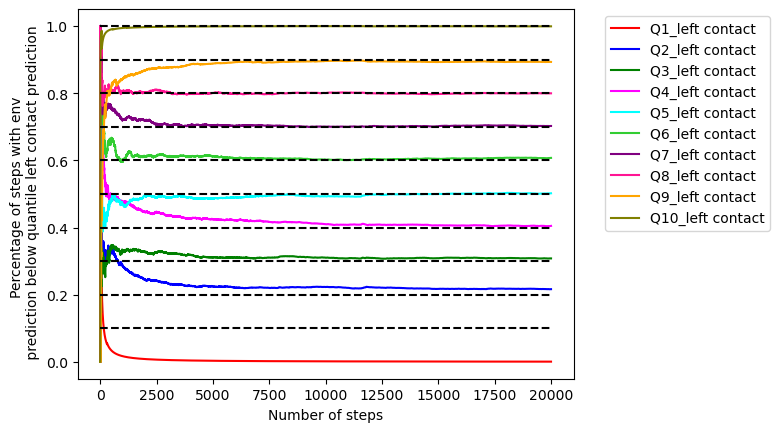 Percentage of steps with env
prediction below quantile left contact prediction
1.0
0.8
0.6
0.4
0.2
0.0
0
2500
5000
7500
10000
12500
15000
17500
20000
Number of steps
Q1_left contact
Q2_left contact
Q3_left contact
Q4_left contact
Q5_left contact
Q6_left contact
Q7_left contact
Q8_left contact
Q9_left contact
Q10_left contact